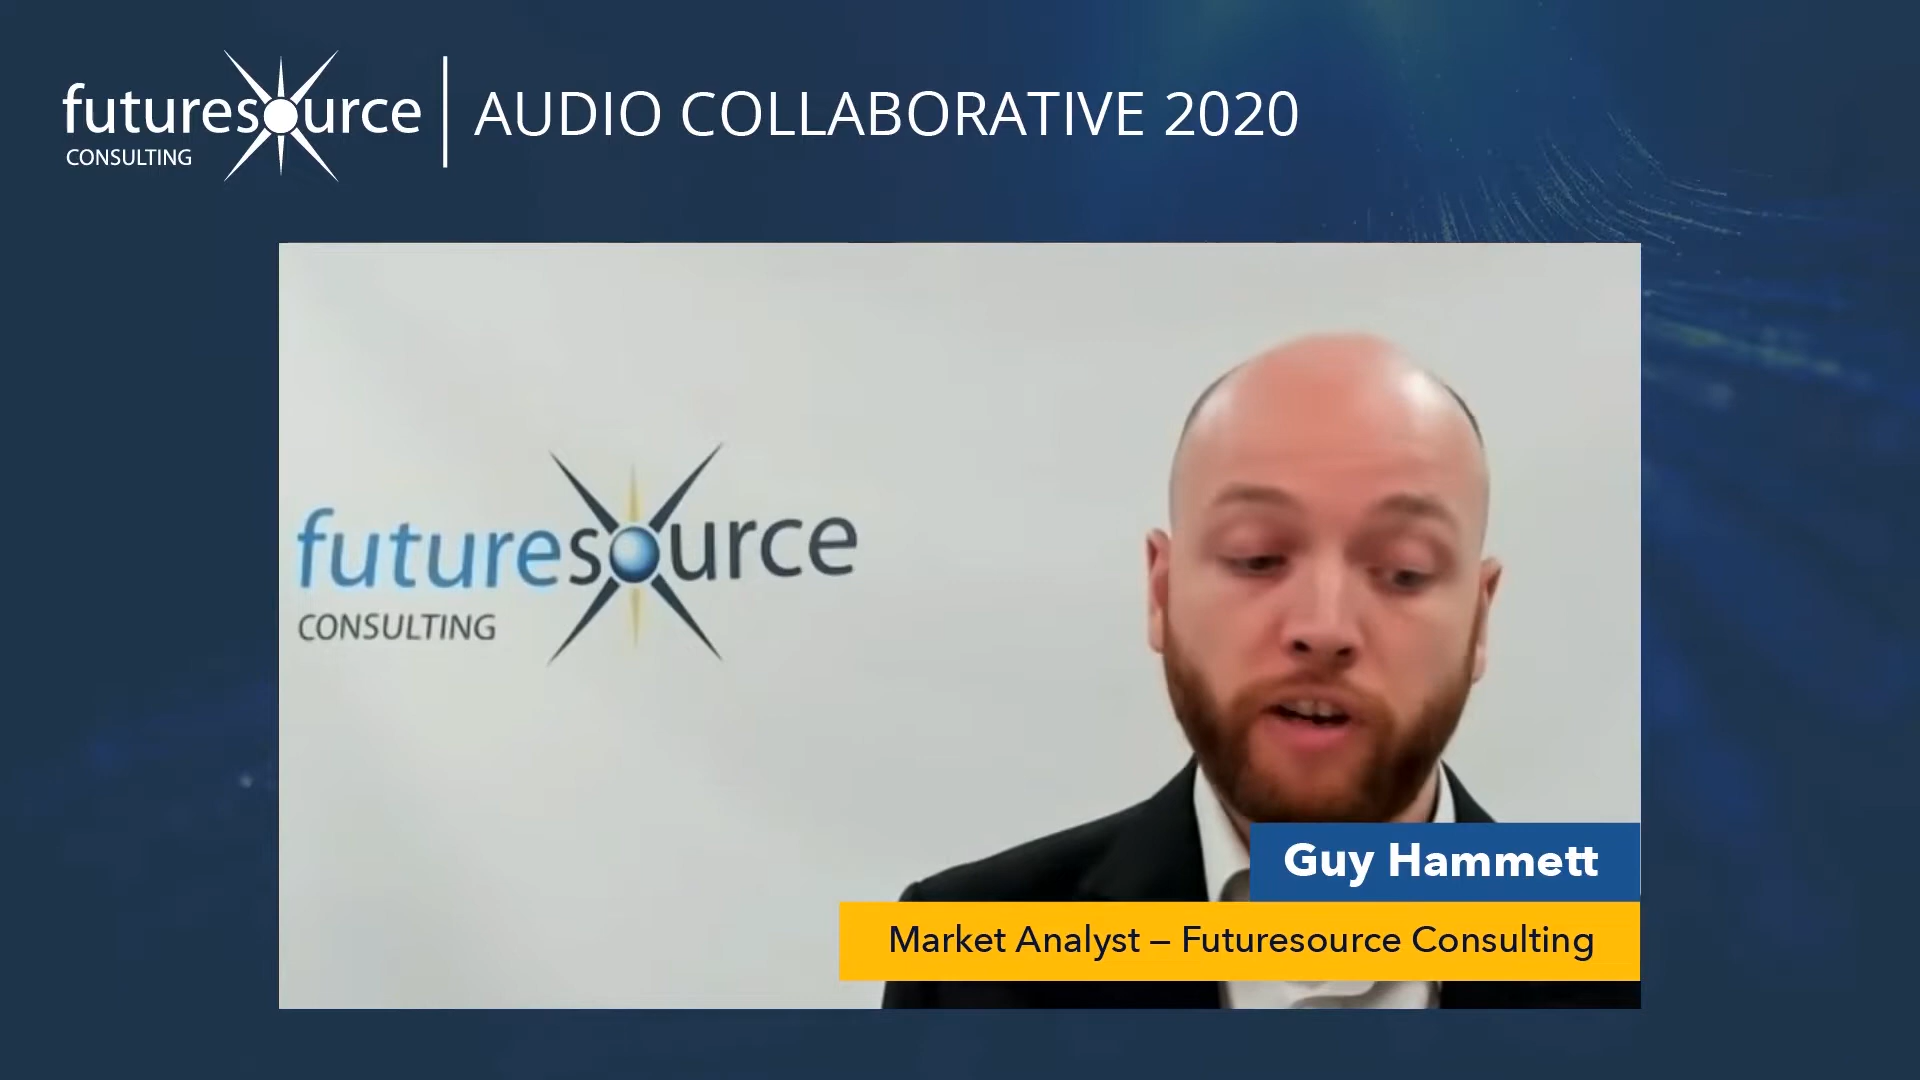 futuresource
CONSULTING
AUDIO COLLABORATIVE 2020
futuresource
CONSULTING
Guy Hammett
Market Analyst – Futuresource Consulting